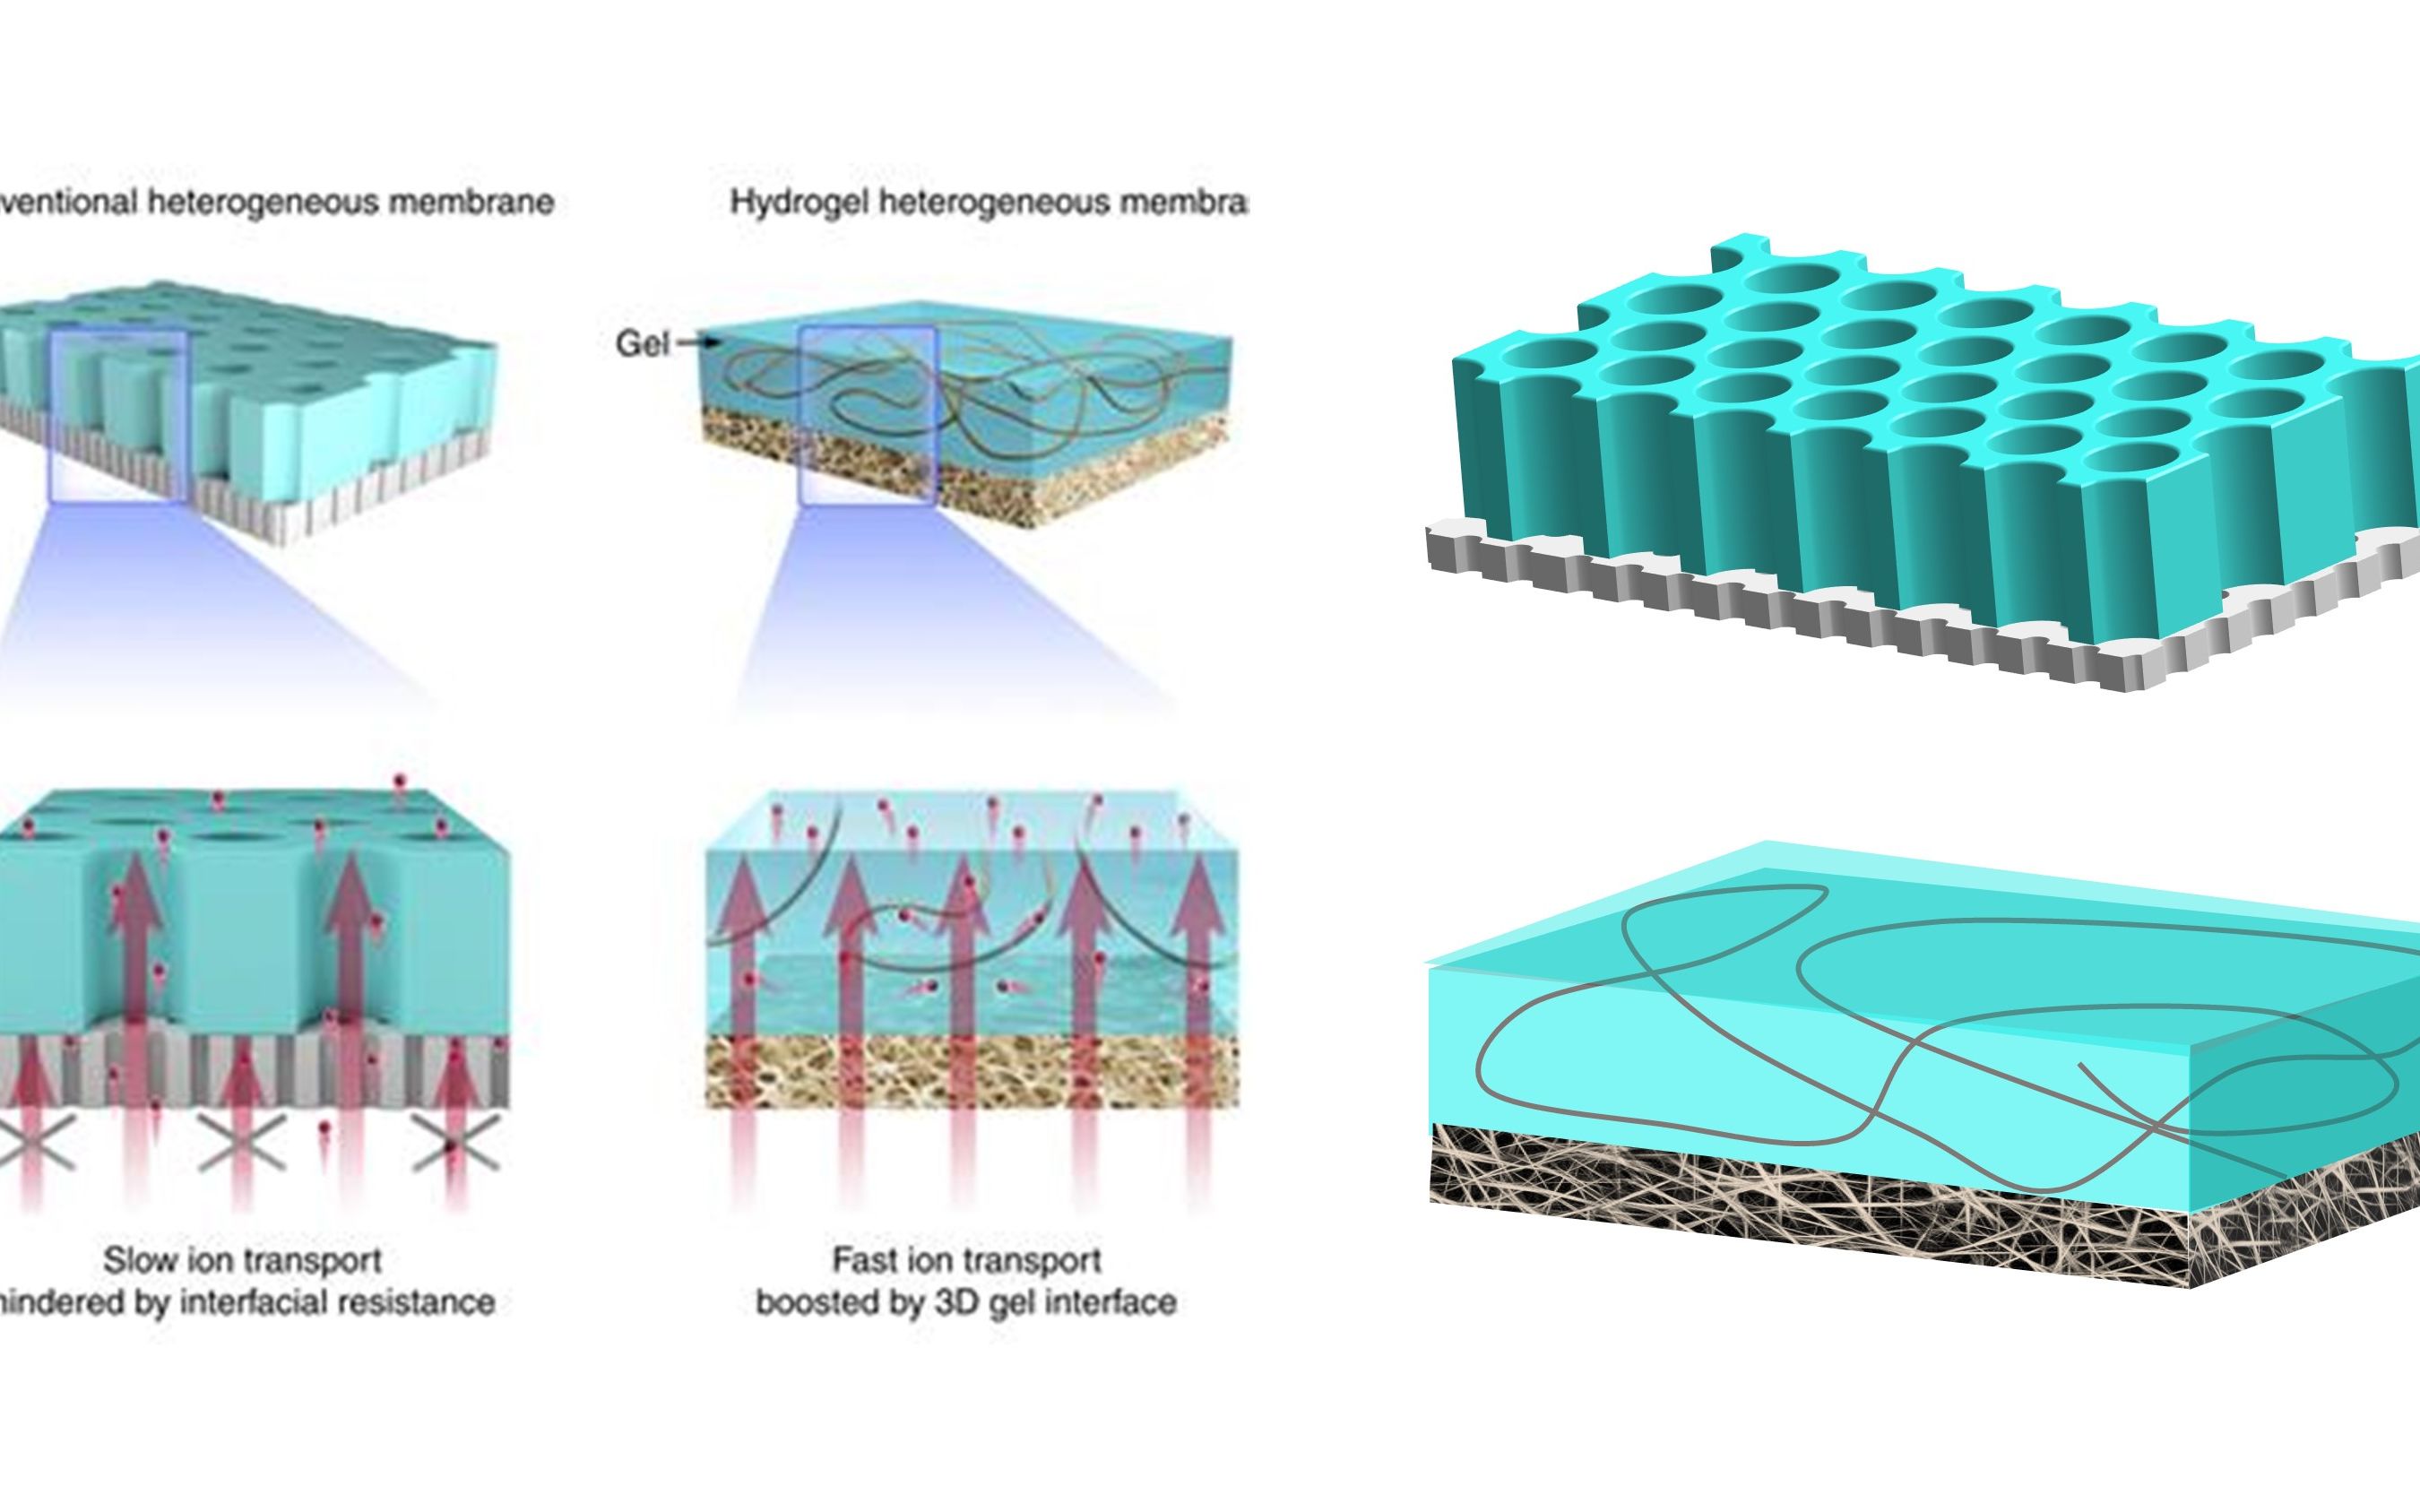 ventional heterogeneous membrane
Hydrogel heterogeneous membra
Gel
Slow ion transport
hindered by interfacial resistance
Fast ion transport
boosted by 3D gel interface